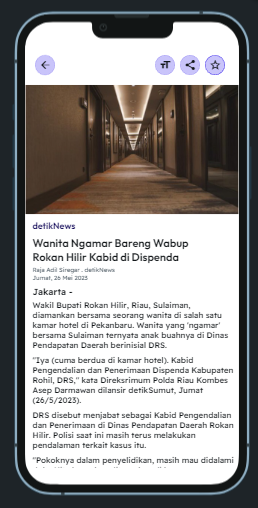 detikNews
Wanita Ngamar Bareng Wabup
Rokan Hilir Kabid di Dispenda
Raja Adil Siregar . detikNews
Jumat, 26 Mei 2023
Jakarta -
Wakil Bupati Rokan Hilir, Riau, Sulaiman,
diamankan bersama seorang wanita di salah satu
kamar hotel di Pekanbaru. Wanita yang 'ngamar'
bersama Sulaiman ternyata anak buahnya di Dinas
Pendapatan Daerah berinisial DRS.
"Iya (cuma berdua di kamar hotel). Kabid
Pengendalian dan Penerimaan Dispenda Kabupaten
Rohil, DRS," kata Direksrimum Polda Riau Kombes
Asep Darmawan dilansir detikSumut, Jumat
(26/5/2023).
DRS disebut menjabat sebagai Kabid Pengendalian
dan Penerimaan di Dinas Pendapatan Daerah Rokan
Hilir. Polisi saat ini masih terus melakukan
pendalaman terkait kasus ini.
"Pokoknya dalam penyelidikan, masih mau didalami